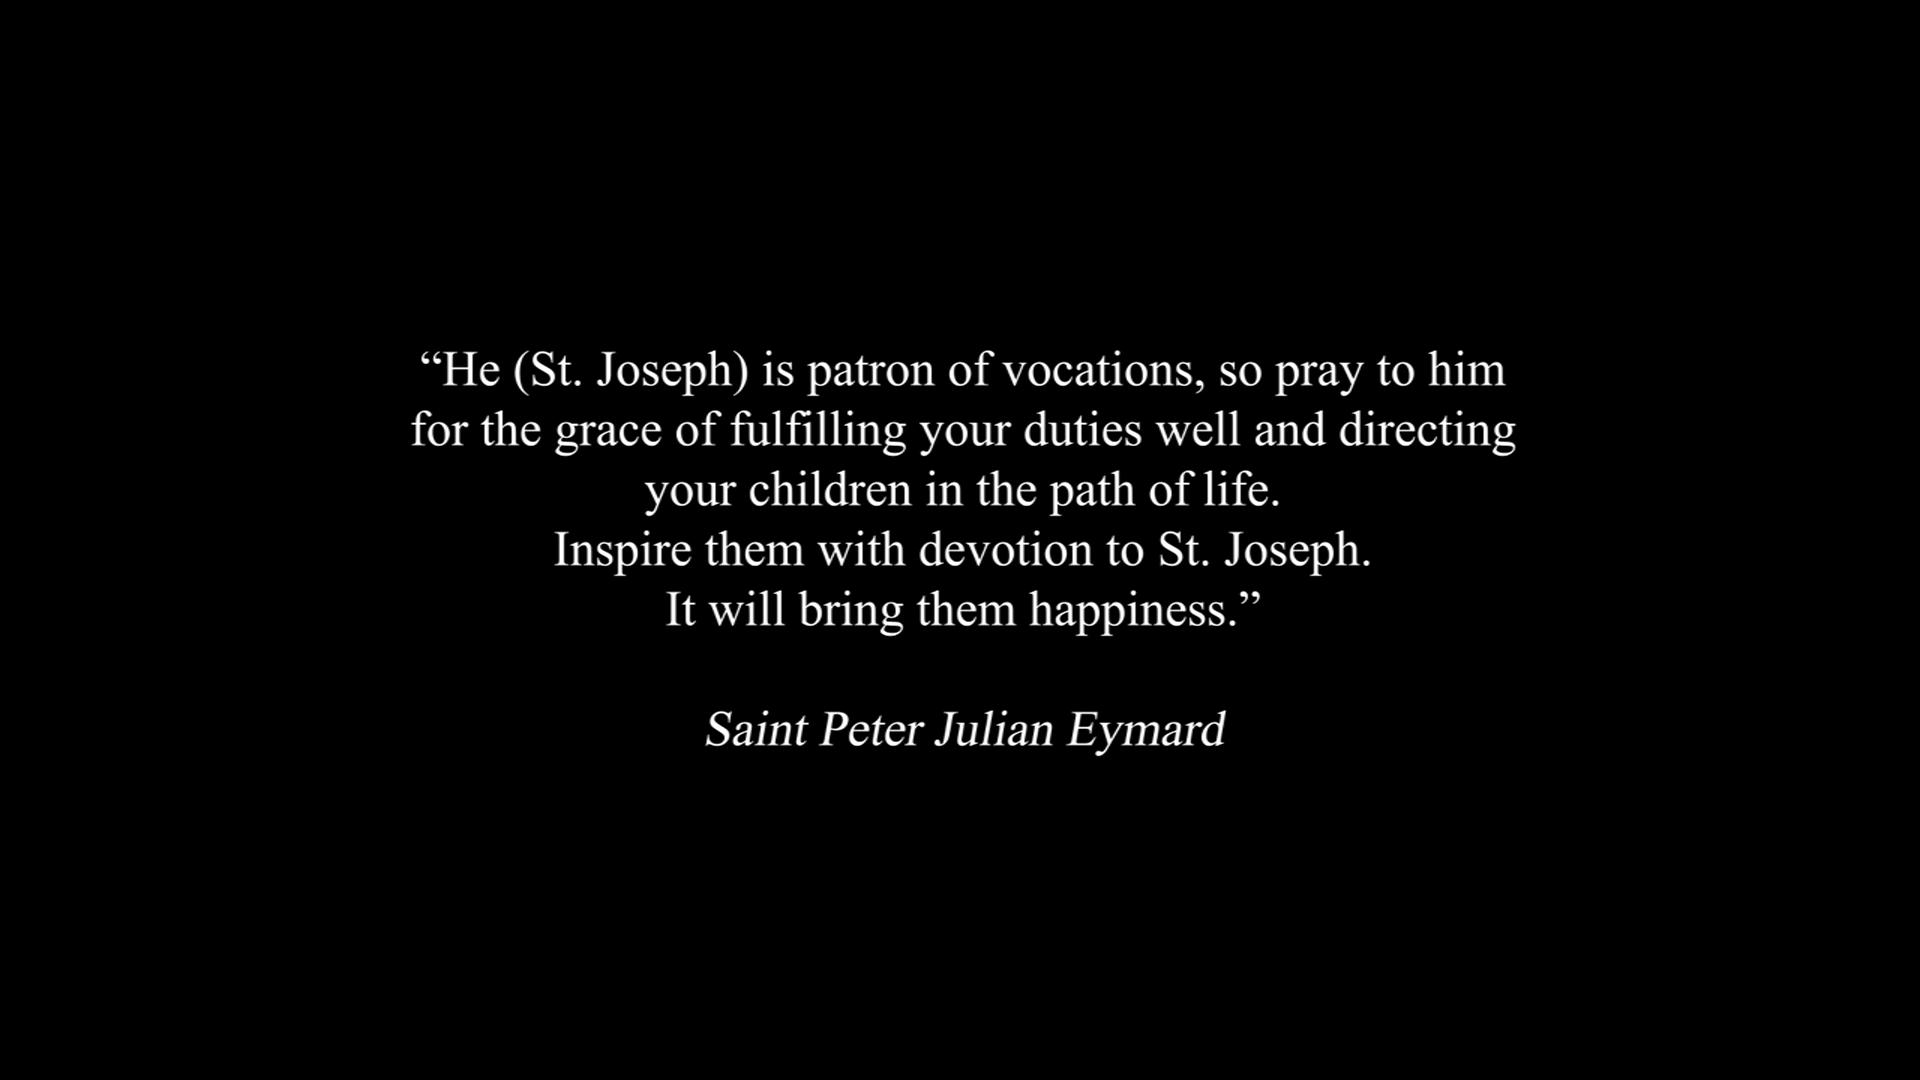 “He (St. Joseph) is patron of vocations, so pray to him
for the grace of fulfilling your duties well and directing
your children in the path of life.
Inspire them with devotion to St. Joseph.
It will bring them happiness.”
Saint Peter Julian Eymard